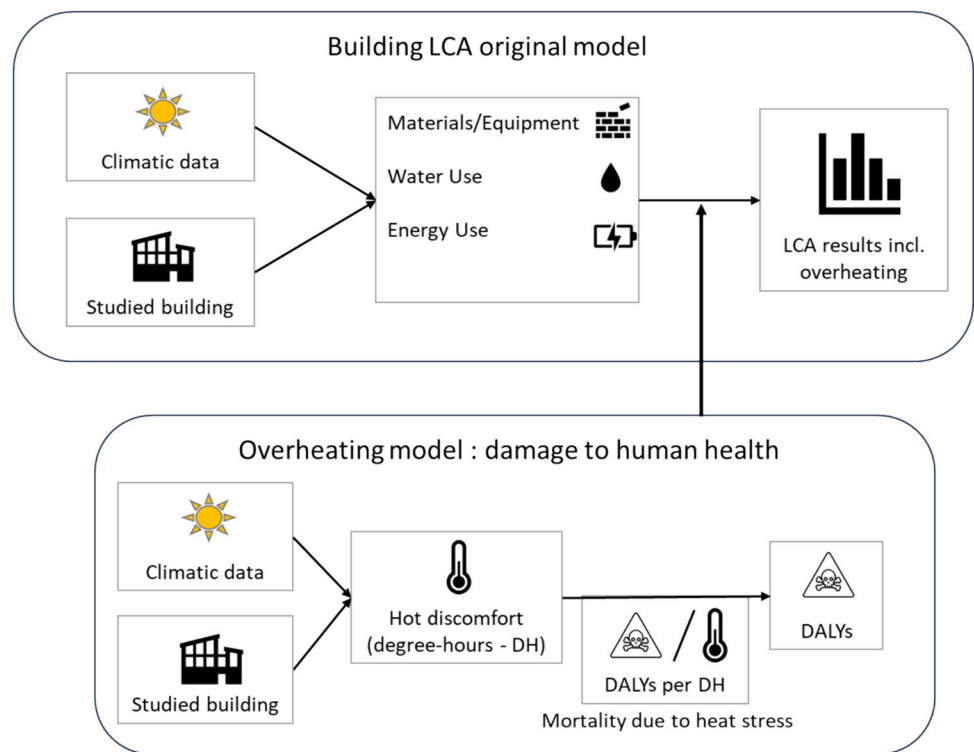 Building LCA original model
Climatic data
Studied building
Materials/Equipment
Water Use
Energy Use
LCA results incl.
overheating
Overheating model : damage to human health
Climatic data
Studied building
Hot discomfort
(degree-hours - DH)
DALYs per DH
Mortality due to heat stress
DALYs